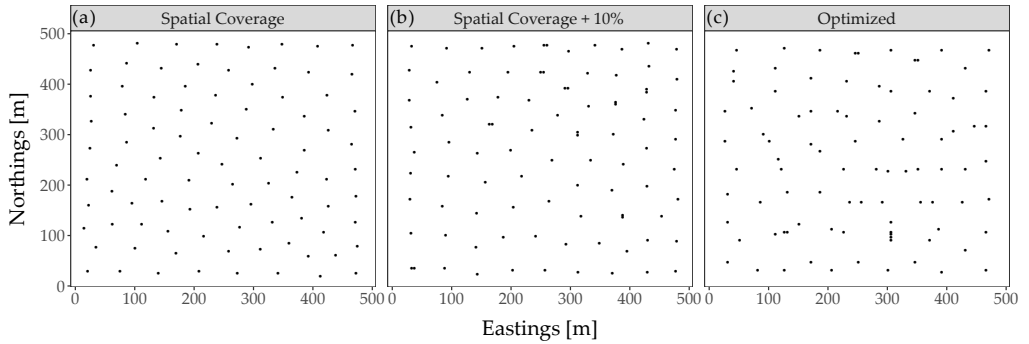 (a) Spatial Coverage
(b) Spatial Coverage + 10%
(c) Optimized
500
400
300
200
100
0
Northings [m]
0 100 200 300 400 500
0 100 200 300 400 500
0 100 200 300 400 500
Eastings [m]